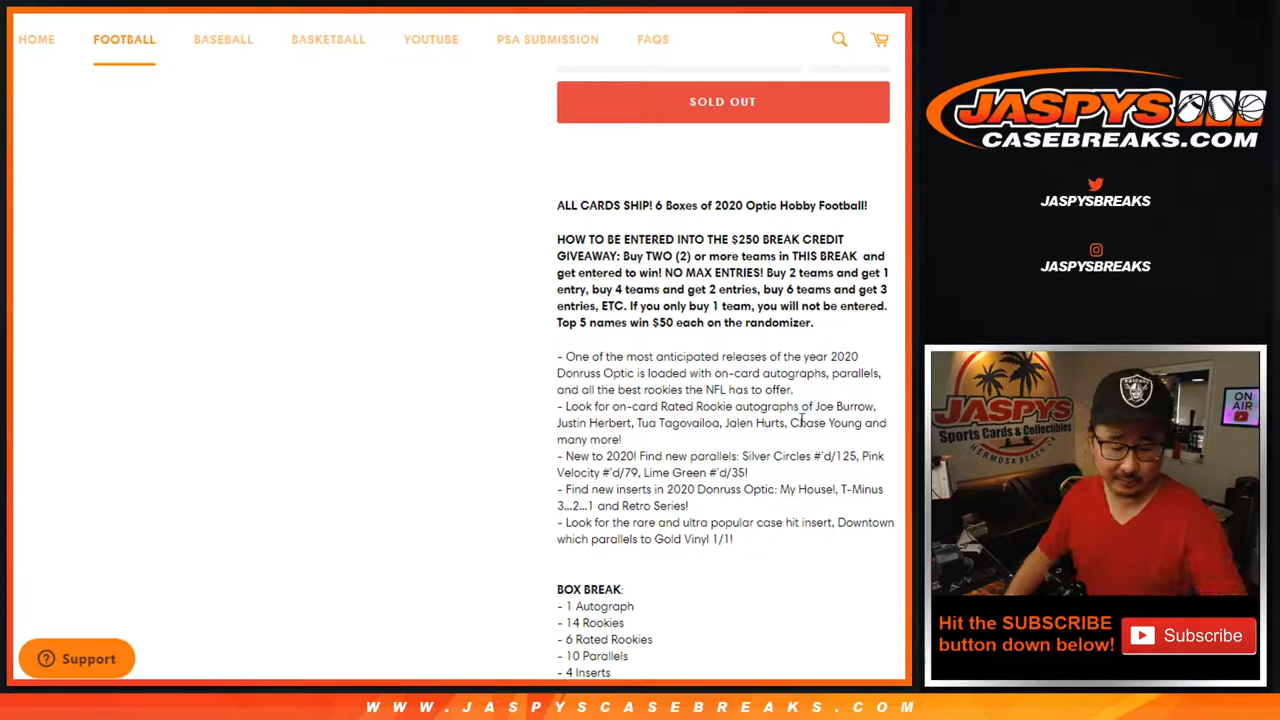 HOME FOOTBALL BASEBALL BASKETBALL YOUTUBE PSA SUBMISSION FAQS
SOLD OUT
ALL CARDS SHIP! 6 Boxes of 2020 Optic Hobby Football!
HOW TO BE ENTERED INTO THE $250 BREAK CREDIT
GIVEAWAY: Buy TWO (2) or more teams in THIS BREAK and
get entered to win! NO MAX ENTRIES! Buy 2 teams and get 1
entry, buy 4 teams and get 2 entries, buy 6 teams and get 3
entries, ETC. If you only buy 1 team, you will not be entered.
Top 5 names win $50 each on the randomizer.
- One of the most anticipated releases of the year 2020
Donruss Optic is loaded with on-card autographs, parallels,
and all the best rookies the NFL has to offer.
- Look for on-card Rated Rookie autographs of Joe Burrow,
Justin Herbert, Tua Tagovailoa, Jalen Hurts, Chase Young and
many more!
- New to 2020! Find new parallels: Silver Circles #'d/125, Pink
Velocity #'d/79, Lime Green #'d/35!
- Find new inserts in 2020 Donruss Optic: My House!, T-Minus
3...2...1 and Retro Series!
- Look for the rare and ultra popular case hit insert, Downtown
which parallels to Gold Vinyl 1/1!
BOX BREAK:
- 1 Autograph
- 14 Rookies
- 6 Rated Rookies
- 10 Parallels
- 4 Inserts
Support
JASPYS
CASEBREAKS.COM
JASPYSBREAKS
JASPYSBREAKS
JASPYS
Sports Cards & Collectibles
HERMOSA BEACH, CA
RAIDERS
ON
AIR
Hit the SUBSCRIBE
button down below!
Subscribe
WWW.JASPYSCASEBREAKS.COM